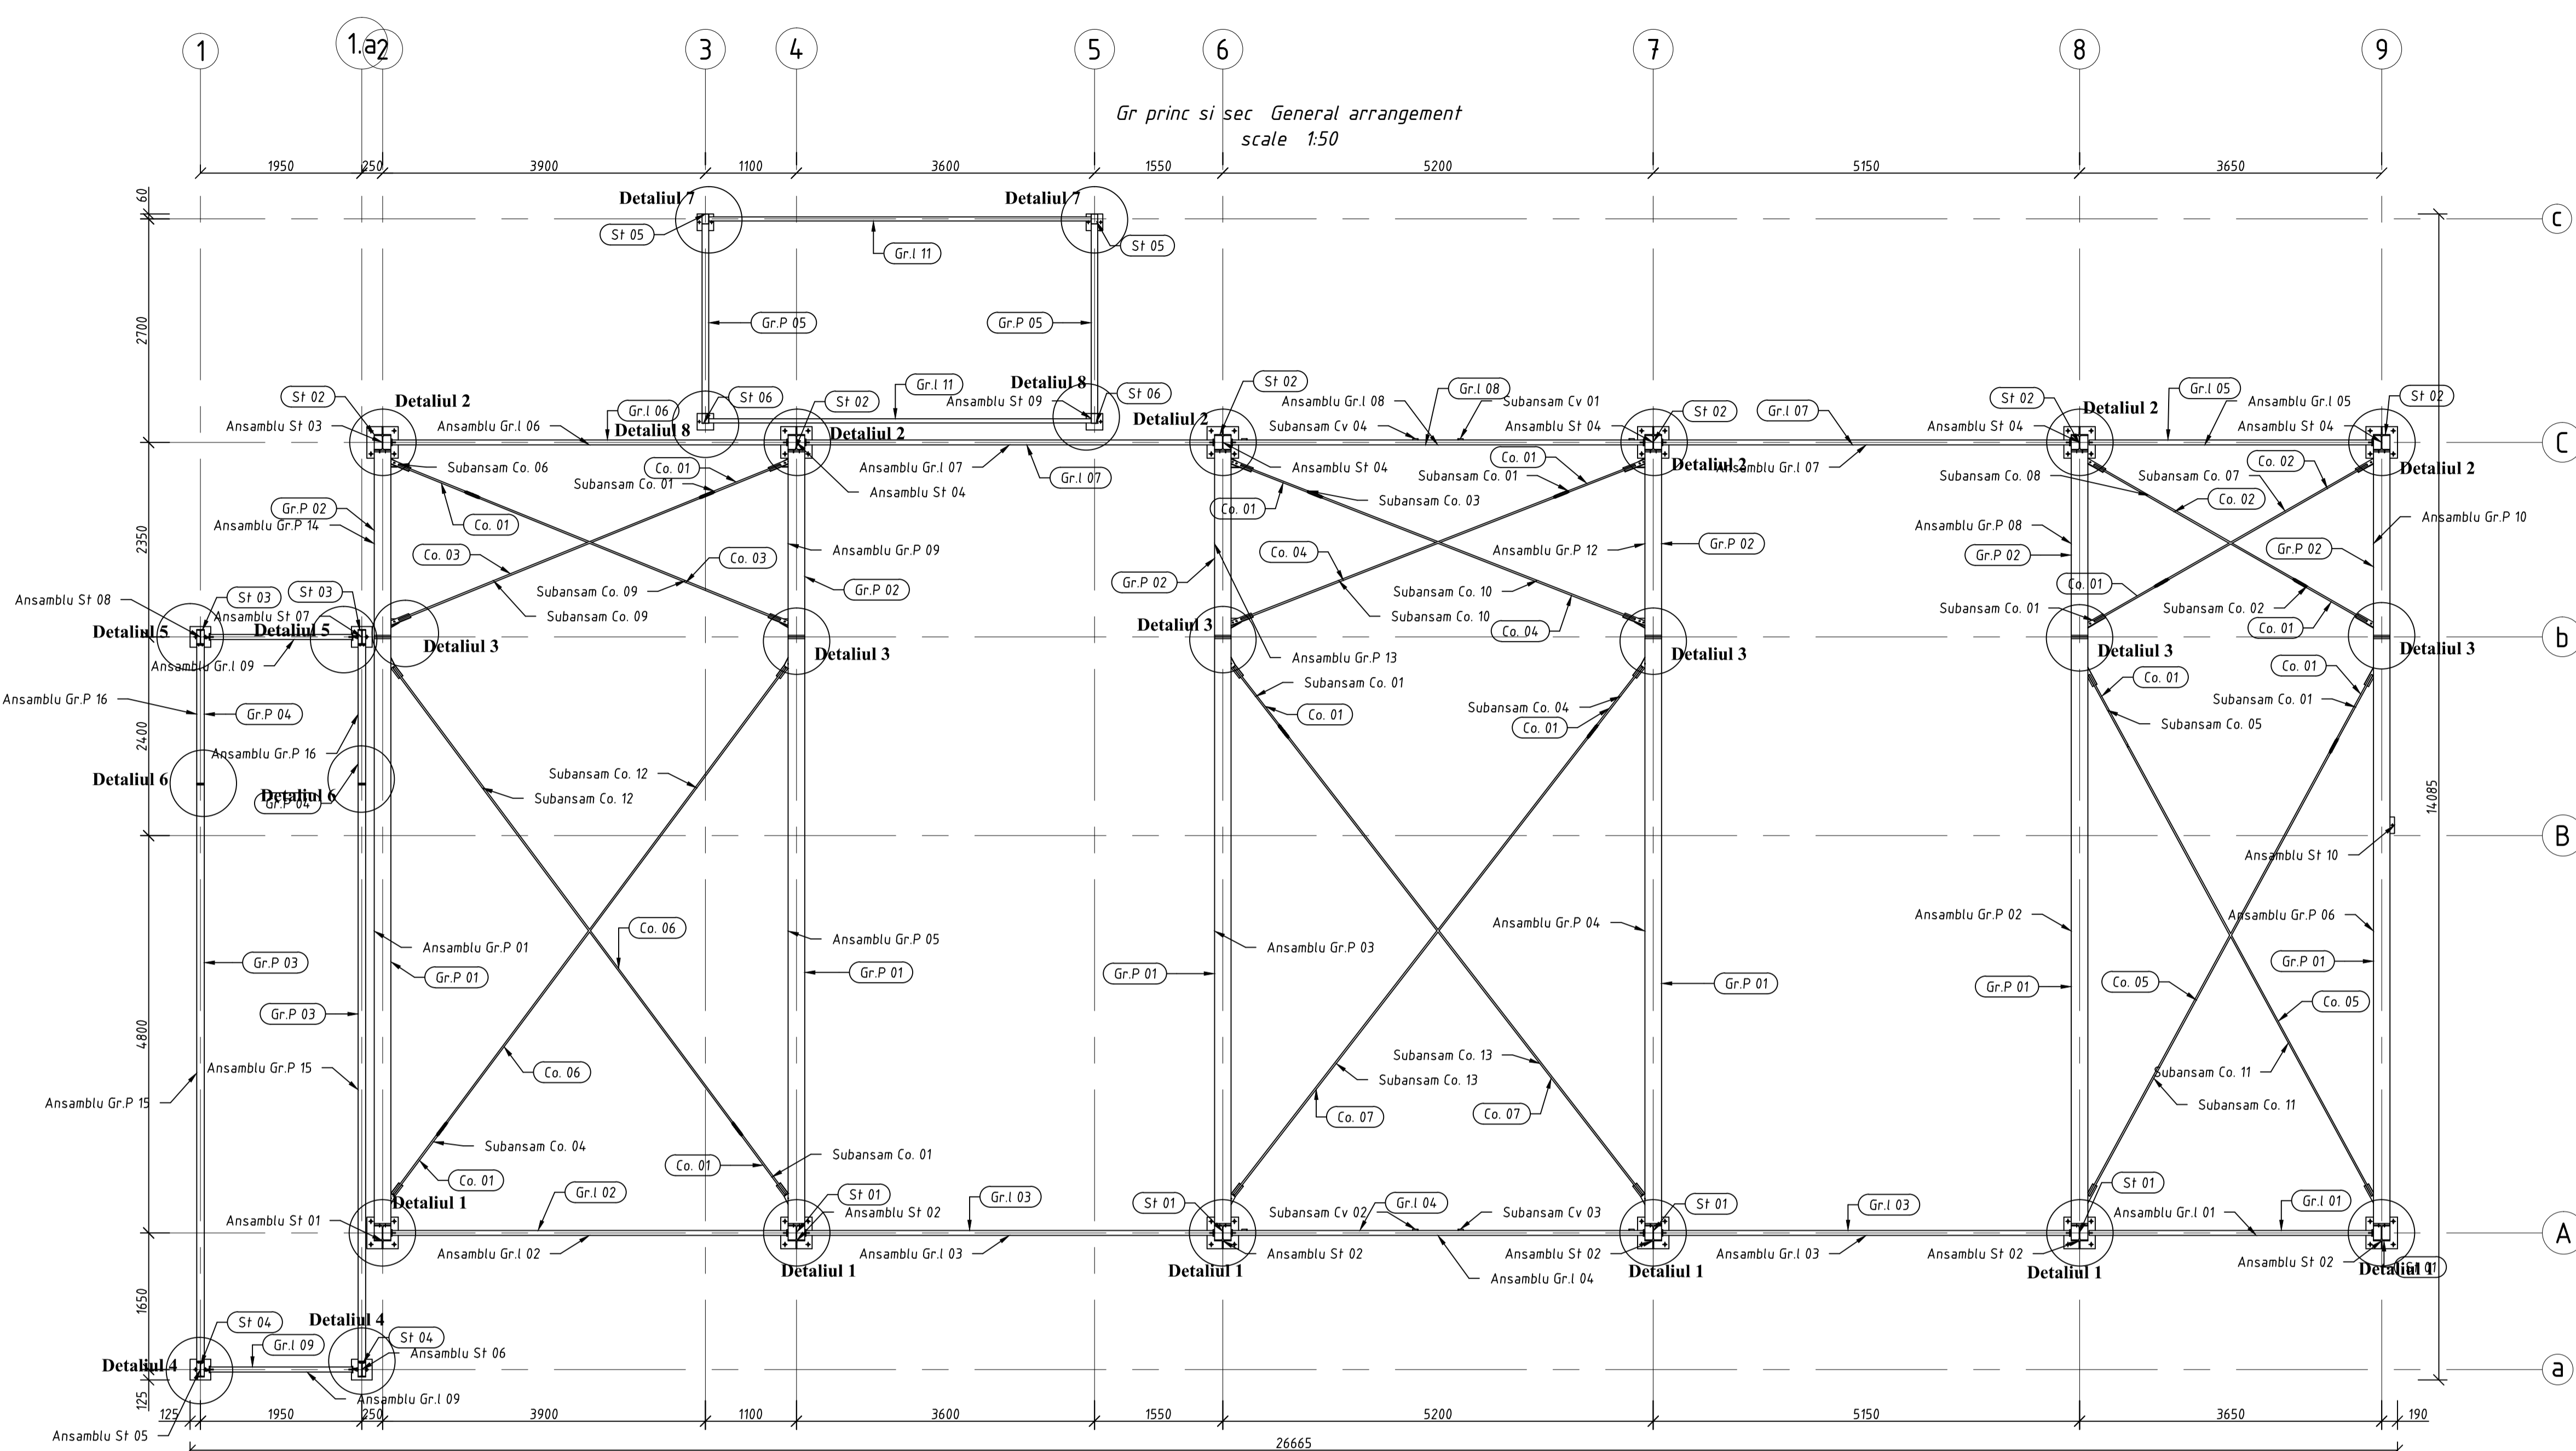 1
1.a
2
3
4
5
6
7
8
9
Gr princ si sec General arrangement
scale 1:50
1950
250
3900
1100
3600
1550
5200
5150
3650
60
Detaliul 7
Detaliul 7
c
St 05
St 05
Gr.l 11
2700
Gr.P 05
Gr.P 05
St 02
Detaliul 2
Gr.l 06
St 06
St 02
Gr.l 11
Detaliul 8
St 06
Ansamblu St 09
St 02
Ansamblu Gr.l 08
Gr.l 08
Subansam Cv 01
St 02
Gr.l 07
St 02
Detaliul 2
Gr.l 05
Ansamblu Gr.l 05
St 02
Ansamblu St 03
Ansamblu Gr.l 06
Detaliul 8
Detaliul 2
Detaliul 2
Subansam Cv 04
Ansamblu St 04
Ansamblu St 04
Ansamblu St 04
C
Subansam Co. 06
Co. 01
Subansam Co. 01
Ansamblu Gr.l 07
Gr.l 07
Ansamblu St 04
Ansamblu St 04
Co. 01
Subansam Co. 01
Detaliul 2
Ansamblu Gr.l 07
Subansam Co. 08
Subansam Co. 07
Co. 02
Detaliul 2
Gr.P 02
Ansamblu Gr.P 14
Co. 01
Co. 01
Subansam Co. 03
Co. 02
Ansamblu Gr.P 08
Ansamblu Gr.P 10
2350
Co. 03
Co. 03
Ansamblu Gr.P 09
Co. 04
Ansamblu Gr.P 12
Gr.P 02
Gr.P 02
Gr.P 02
Subansam Co. 09
Subansam Co. 09
Gr.P 02
Gr.P 02
Subansam Co. 10
Subansam Co. 10
Co. 04
Co. 01
Subansam Co. 01
Subansam Co. 02
Co. 01
Ansamblu St 08
St 03
St 03
Ansamblu St 07
Detaliul 5
Detaliul 5
Detaliul 3
Detaliul 3
Detaliul 3
Detaliul 3
Detaliul 3
Detaliul 3
b
Ansamblu Gr.l 09
Ansamblu Gr.P 13
Subansam Co. 01
Co. 01
Co. 01
Ansamblu Gr.P 16
Gr.P 04
Co. 01
Subansam Co. 04
Co. 01
Subansam Co. 05
Subansam Co. 01
2400
Ansamblu Gr.P 16
Detaliul 6
Detaliul 6
Gr.P 04
Subansam Co. 12
Subansam Co. 12
14085
B
Ansamblu St 10
Co. 06
Ansamblu Gr.P 01
Ansamblu Gr.P 05
Ansamblu Gr.P 03
Ansamblu Gr.P 04
Ansamblu Gr.P 02
Ansamblu Gr.P 06
Gr.P 03
Gr.P 01
Gr.P 01
Gr.P 01
Gr.P 01
Gr.P 01
Gr.P 01
Co. 05
Co. 05
Gr.P 03
4800
Ansamblu Gr.P 15
Co. 06
Subansam Co. 13
Subansam Co. 13
Subansam Co. 11
Subansam Co. 11
Ansamblu Gr.P 15
Co. 07
Co. 07
Subansam Co. 04
Co. 01
Co. 01
Subansam Co. 01
Detaliul 1
Gr.l 02
St 01
Gr.l 03
St 01
Gr.l 04
St 01
Gr.l 03
St 01
Gr.l 01
Ansamblu St 01
Ansamblu St 02
Subansam Cv 02
Subansam Cv 03
Ansamblu Gr.l 01
A
Ansamblu Gr.l 02
Ansamblu Gr.l 03
Ansamblu St 02
Ansamblu St 02
Ansamblu Gr.l 03
Ansamblu St 02
Ansamblu St 02
Detaliul 1
Detaliul 1
Ansamblu Gr.l 04
Detaliul 1
Detaliul 1
Detaliul 1
St 01
1650
St 04
Detaliul 4
Gr.l 09
St 04
Ansamblu St 06
Detaliul 4
a
125
Ansamblu Gr.l 09
125
1950
250
3900
1100
3600
1550
5200
5150
3650
190
Ansamblu St 05
26665